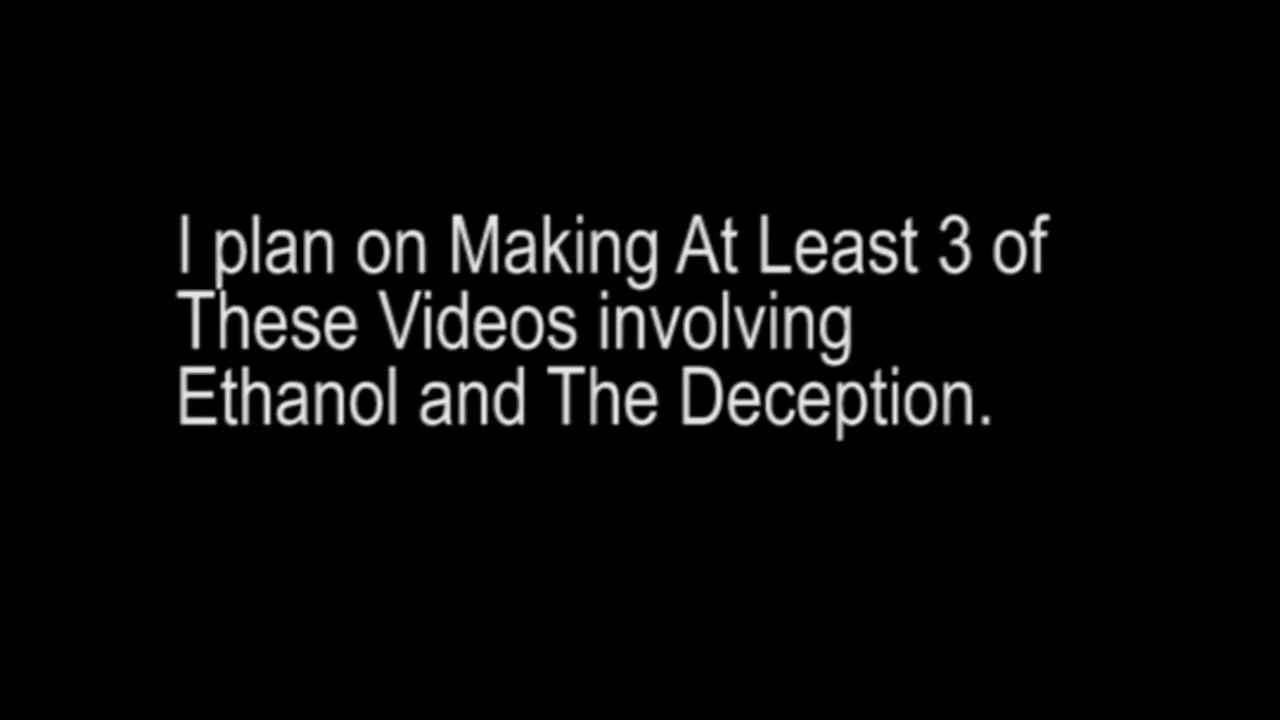 I plan on Making At Least 3 of
These Videos involving
Ethanol and The Deception.